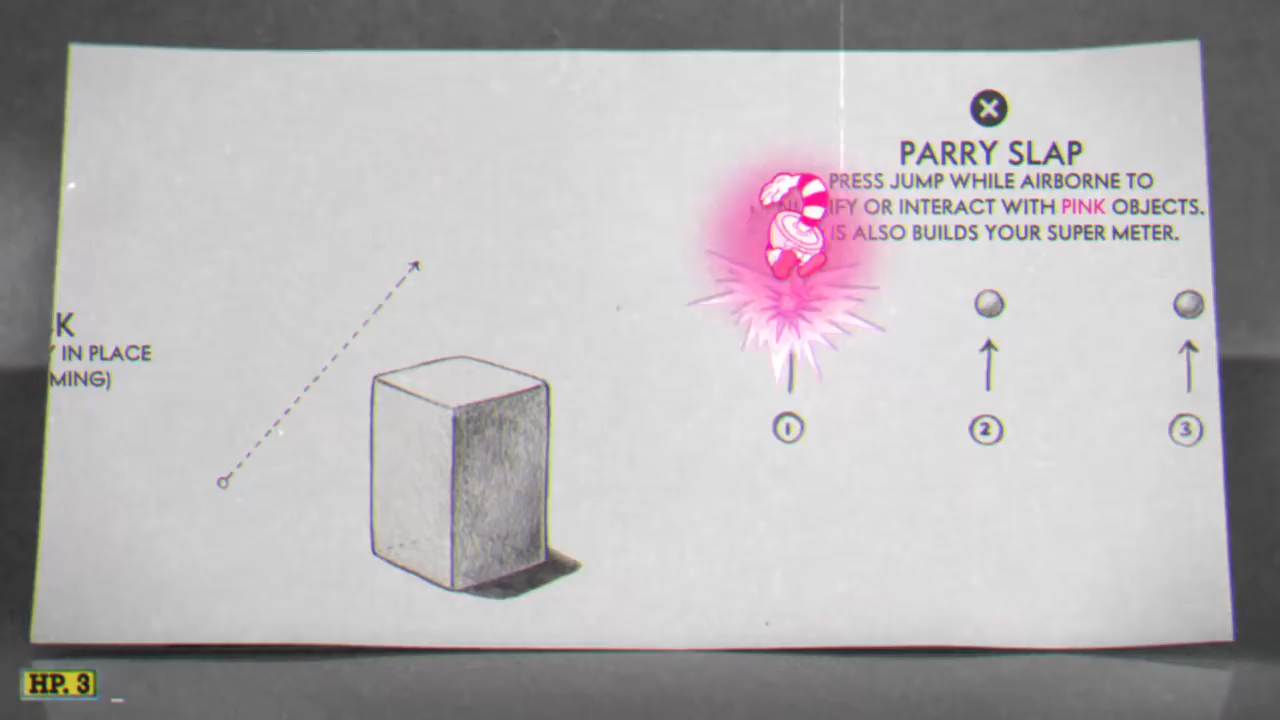 K
IN PLACE
MING)
PARRY SLAP
PRESS JUMP WHILE AIRBORNE TO
IFY OR INTERACT WITH PINK OBJECTS.
IS ALSO BUILDS YOUR SUPER METER.
1 2 3
HP. 3